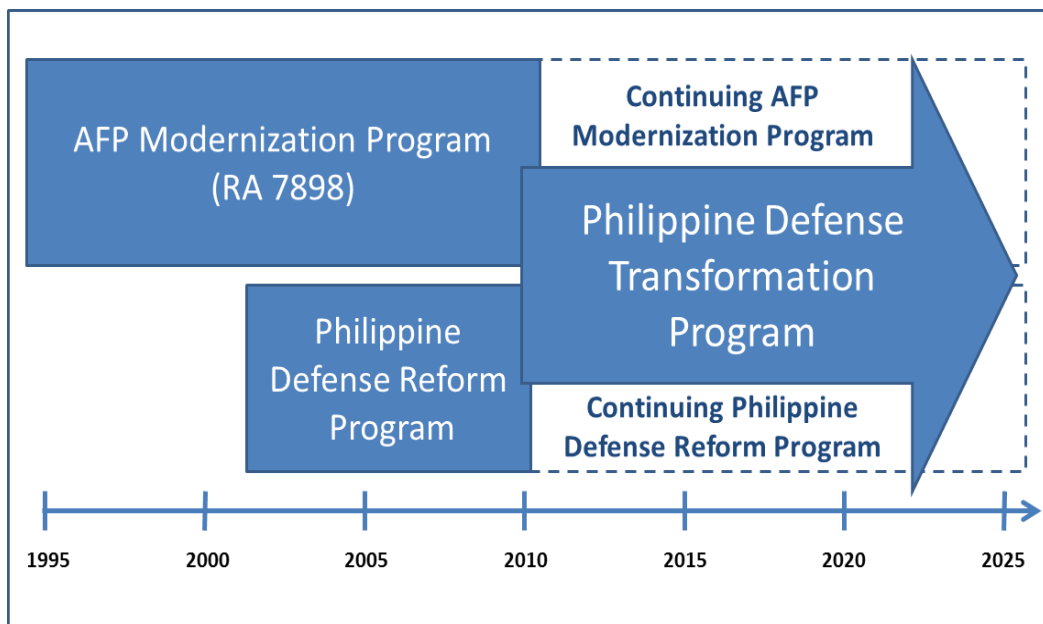 AFP Modernization Program
(RA 7898)
Continuing AFP
Modernization Program
Philippine Defense
Transformation
Program
Philippine
Defense Reform
Program
Continuing Philippine
Defense Reform Program
1995 2000 2005 2010 2015 2020 2025